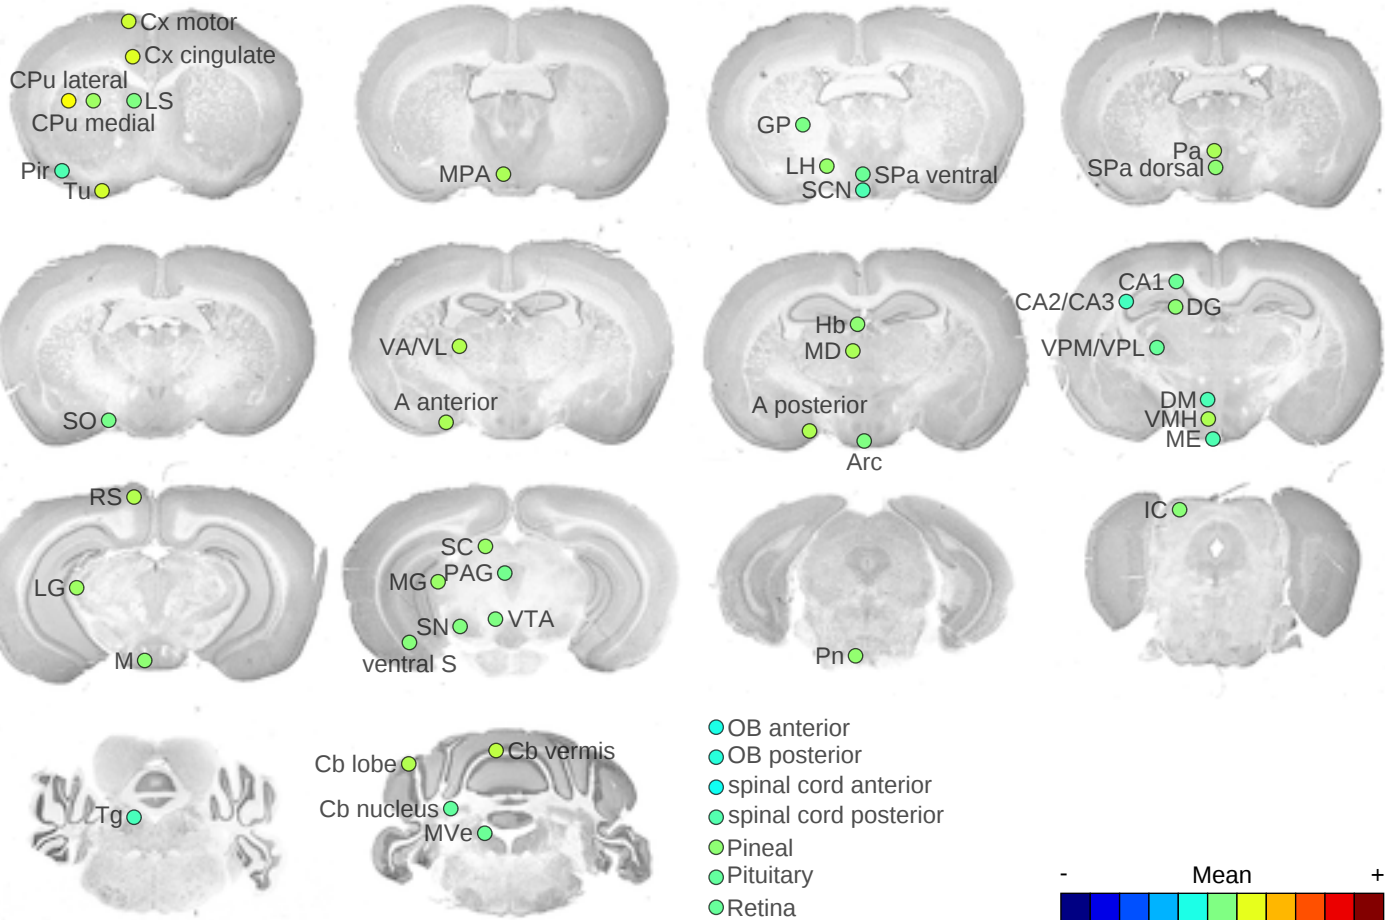 Cx motor
Cx cingulate
CPu lateral
LS
CPu medial
Pir
Tu
MPA
GP
LH
SPa ventral
SCN
Pa
SPa dorsal
SO
VA/VL
A anterior
Hb
MD
A posterior
Arc
CA1
CA2/CA3
DG
VPM/VPL
DM
VMH
ME
RS
LG
M
SC
PAG
MG
VTA
SN
ventral S
Pn
IC
Tg
Cb vermis
Cb lobe
Cb nucleus
MVe
OB anterior
OB posterior
spinal cord anterior
spinal cord posterior
Pineal
Pituitary
Retina
- Mean +